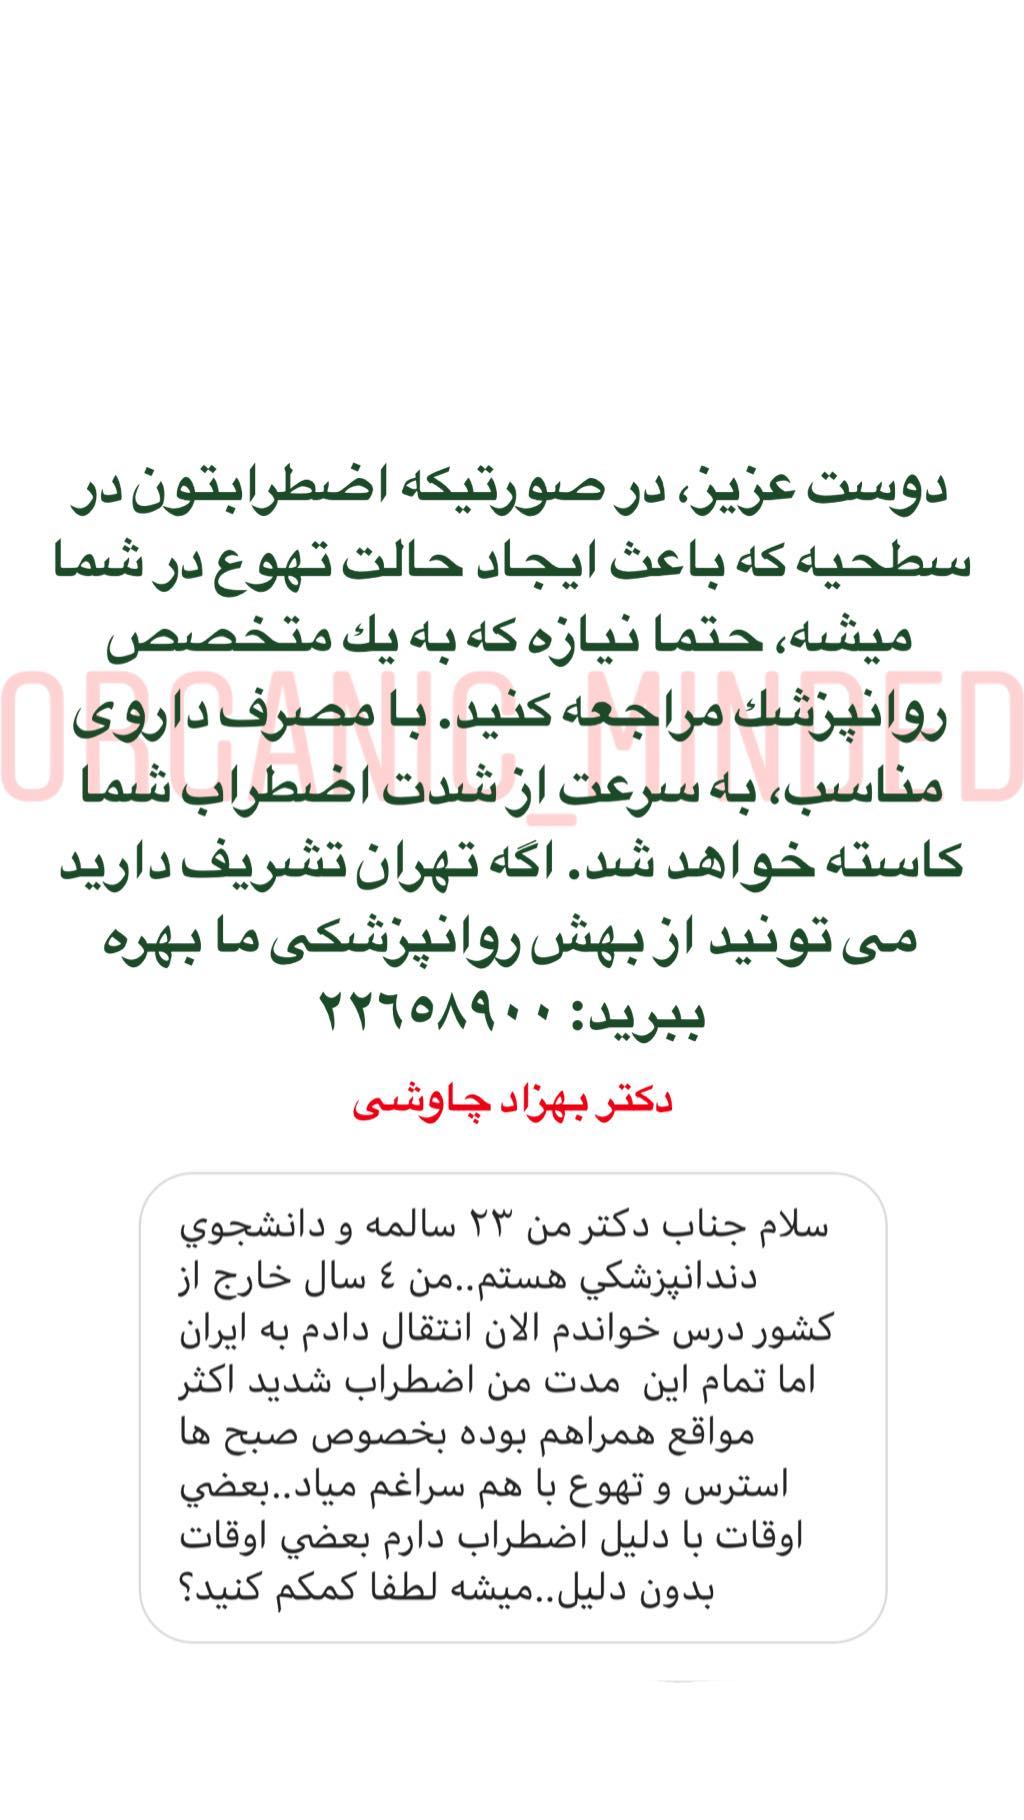 دوست عزیز، در صورتیکه اضطرابتون در
سطحیه که باعث ایجاد حالت تهوع در شما
میشه، حتما نیازه که به یك متخصص
روانپزشك مراجعه کنید. با مصرف داروی
مناسب، به سرعت از شدت اضطراب شما
کاسته خواهد شد. اگه تهران تشریف دارید
می تونید از بهش روانپزشکی ما بهره
ببرید: ۲۲٦٥۸۹۰۰
ORGANIC_MINDED
دکتر بهزاد چاوشی
سلام جناب دکتر من ٢٣ سالمه و دانشجوي
دندانپزشكي هستم..من ٤ سال خارج از
كشور درس خواندم الان انتقال دادم به ايران
اما تمام اين مدت من اضطراب شديد اكثر
مواقع همراهم بوده بخصوص صبح ها
استرس و تهوع با هم سراغم مياد..بعضي
اوقات با دليل اضطراب دارم بعضي اوقات
بدون دليل..ميشه لطفا كمكم كنيد؟